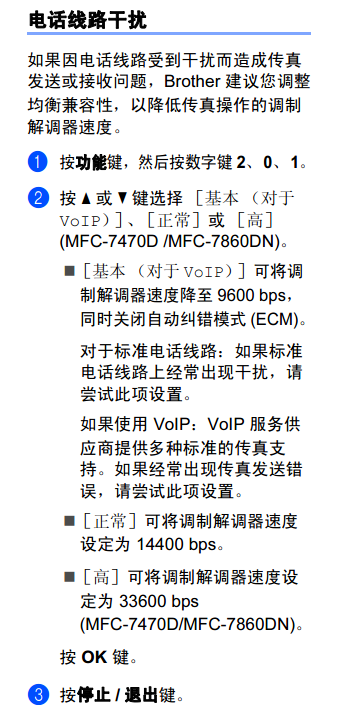 电话线路干扰
如果因电话线路受到干扰而造成传真
发送或接收问题，Brother 建议您调整
均衡兼容性，以降低传真操作的调制
解调器速度。
1 按功能键，然后按数字键 2、0、1。
2 按 ▲ 或 ▼ 键选择 ［基本 （对于
VoIP）］、［正常］或 ［高］
(MFC-7470D /MFC-7860DN)。
■ ［基本 （对于 VoIP）］可将调
制解调器速度降至 9600 bps，
同时关闭自动纠错模式 (ECM)。
对于标准电话线路：如果标准
电话线路上经常出现干扰，请
尝试此项设置。
如果使用 VoIP：VoIP 服务供
应商提供多种标准的传真支
持。如果经常出现传真发送错
误，请尝试此项设置。
■ ［正常］可将调制解调器速度
设定为 14400 bps。
■ ［高］可将调制解调器速度设
定为 33600 bps
(MFC-7470D/MFC-7860DN)。
按 OK 键。
3 按停止 / 退出键。